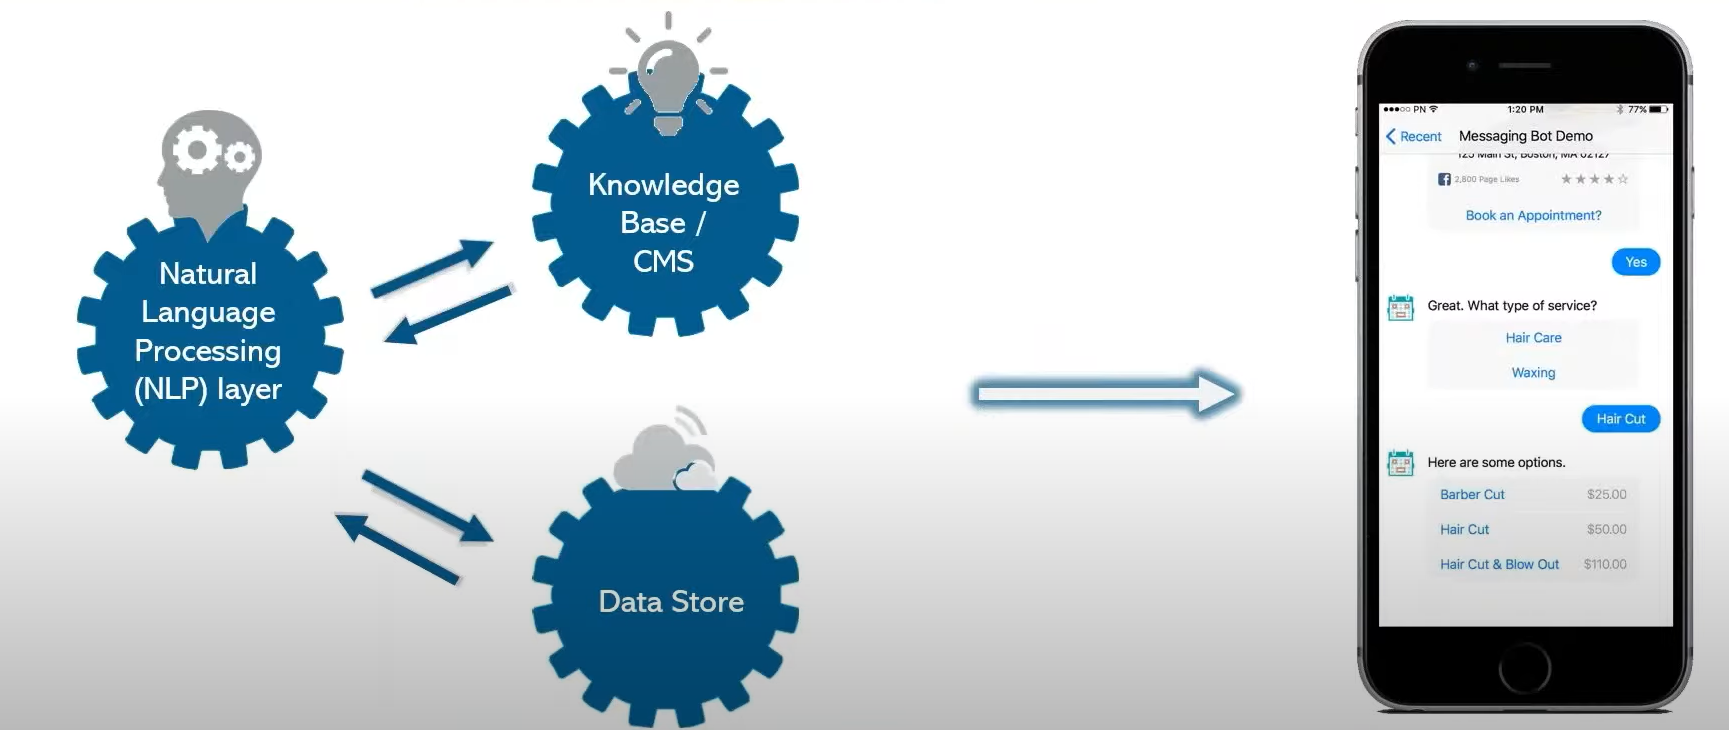 Natural
Language
Processing
(NLP) layer
Knowledge
Base /
CMS
Data Store
PN 1:20 PM 77%
Recent Messaging Bot Demo
125 Main St, Boston, MA 02127
2,800 Page Likes
Book an Appointment?
Yes
Great. What type of service?
Hair Care
Waxing
Hair Cut
Here are some options.
Barber Cut $25.00
Hair Cut $50.00
Hair Cut & Blow Out $110.00